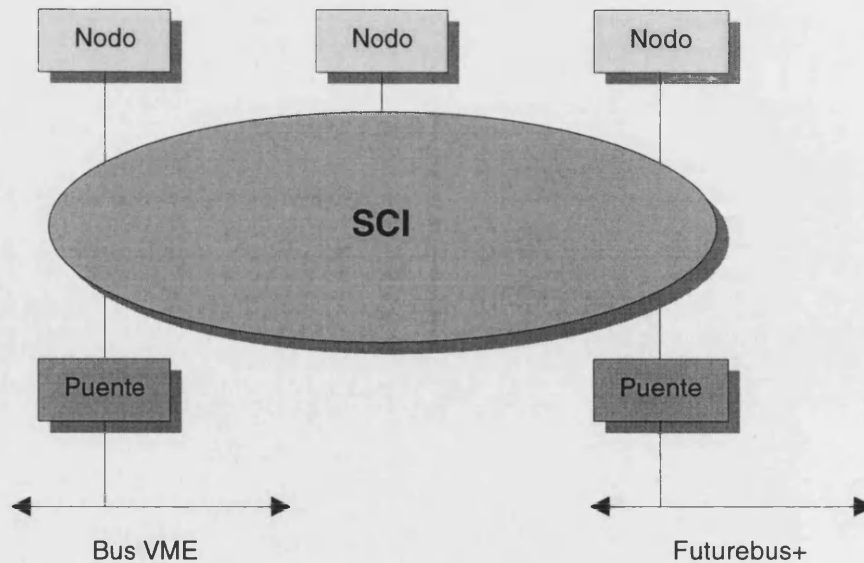 Nodo
Nodo
Nodo
SCI
Puente
Puente
Bus VME
Futurebus+